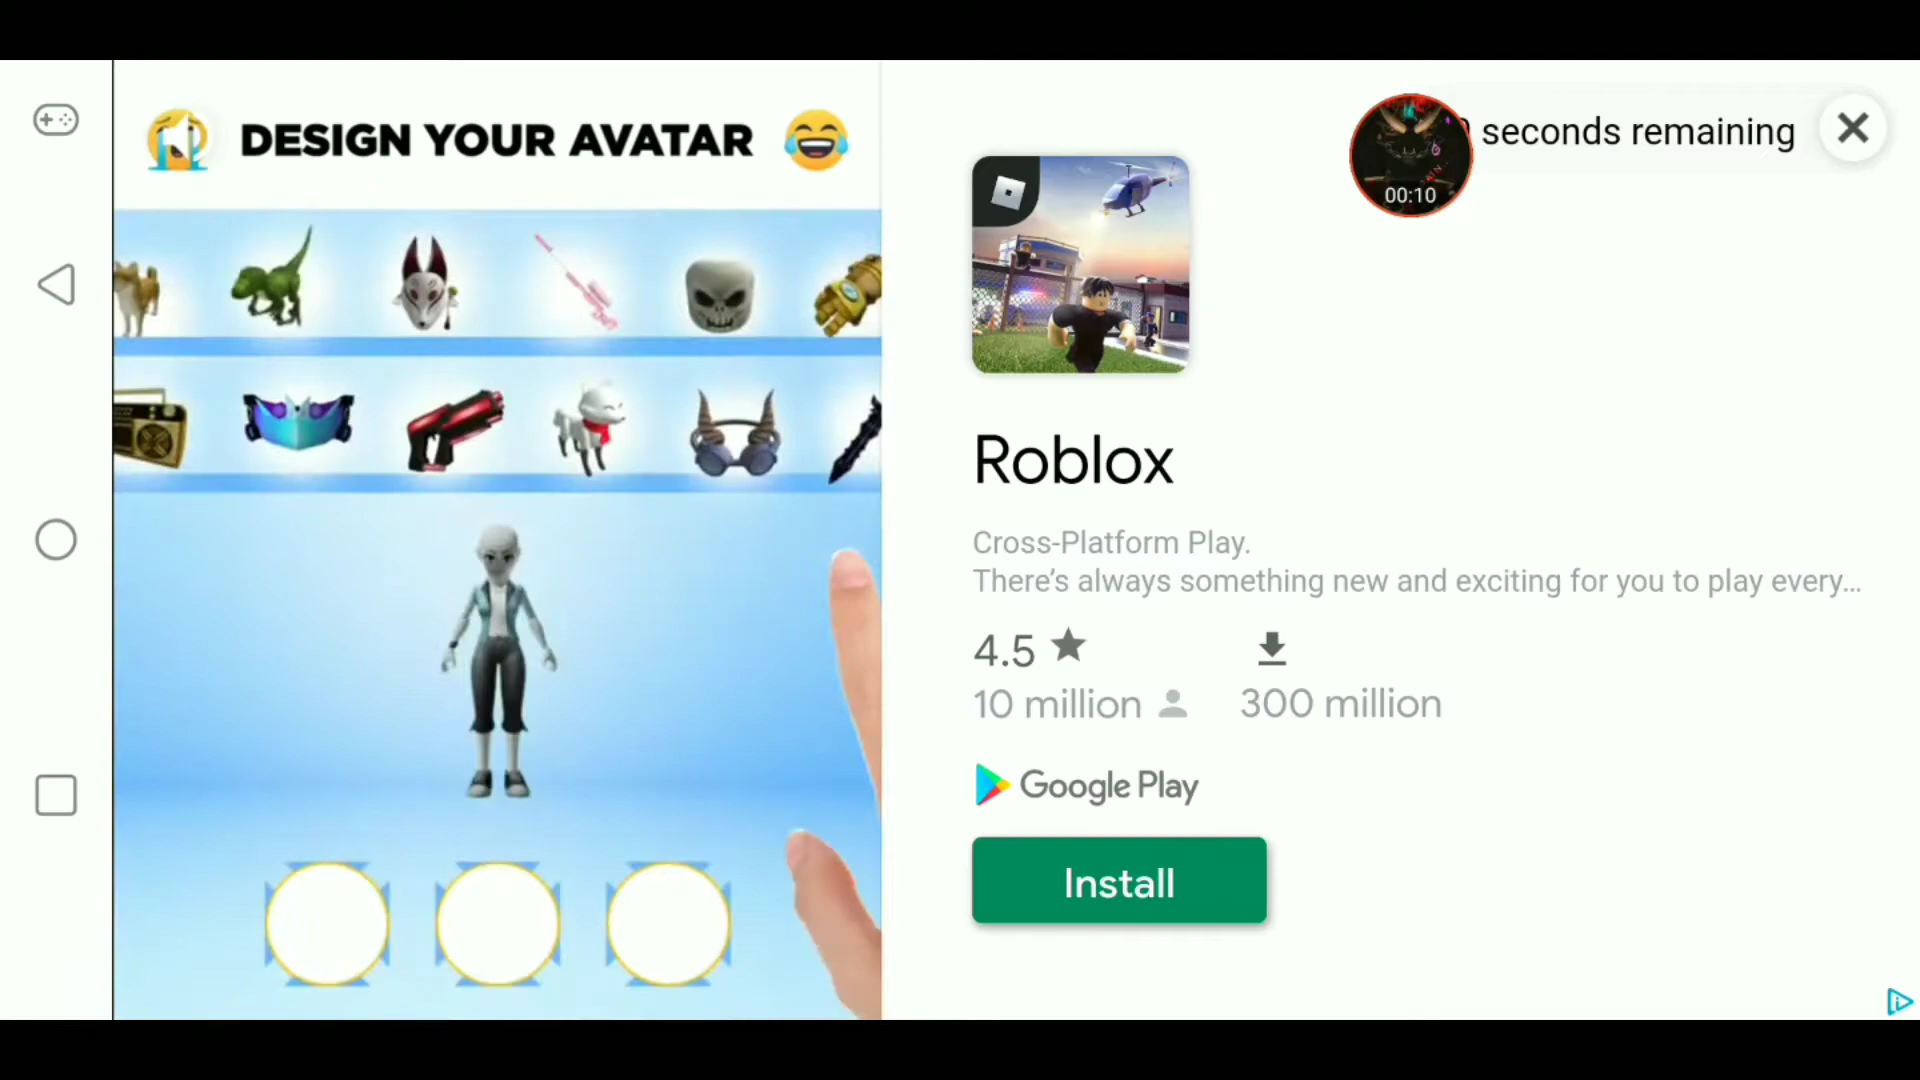 DESIGN YOUR AVATAR
seconds remaining
00:10
Roblox
Cross-Platform Play.
There's always something new and exciting for you to play every...
4.5
10 million
300 million
Google Play
Install